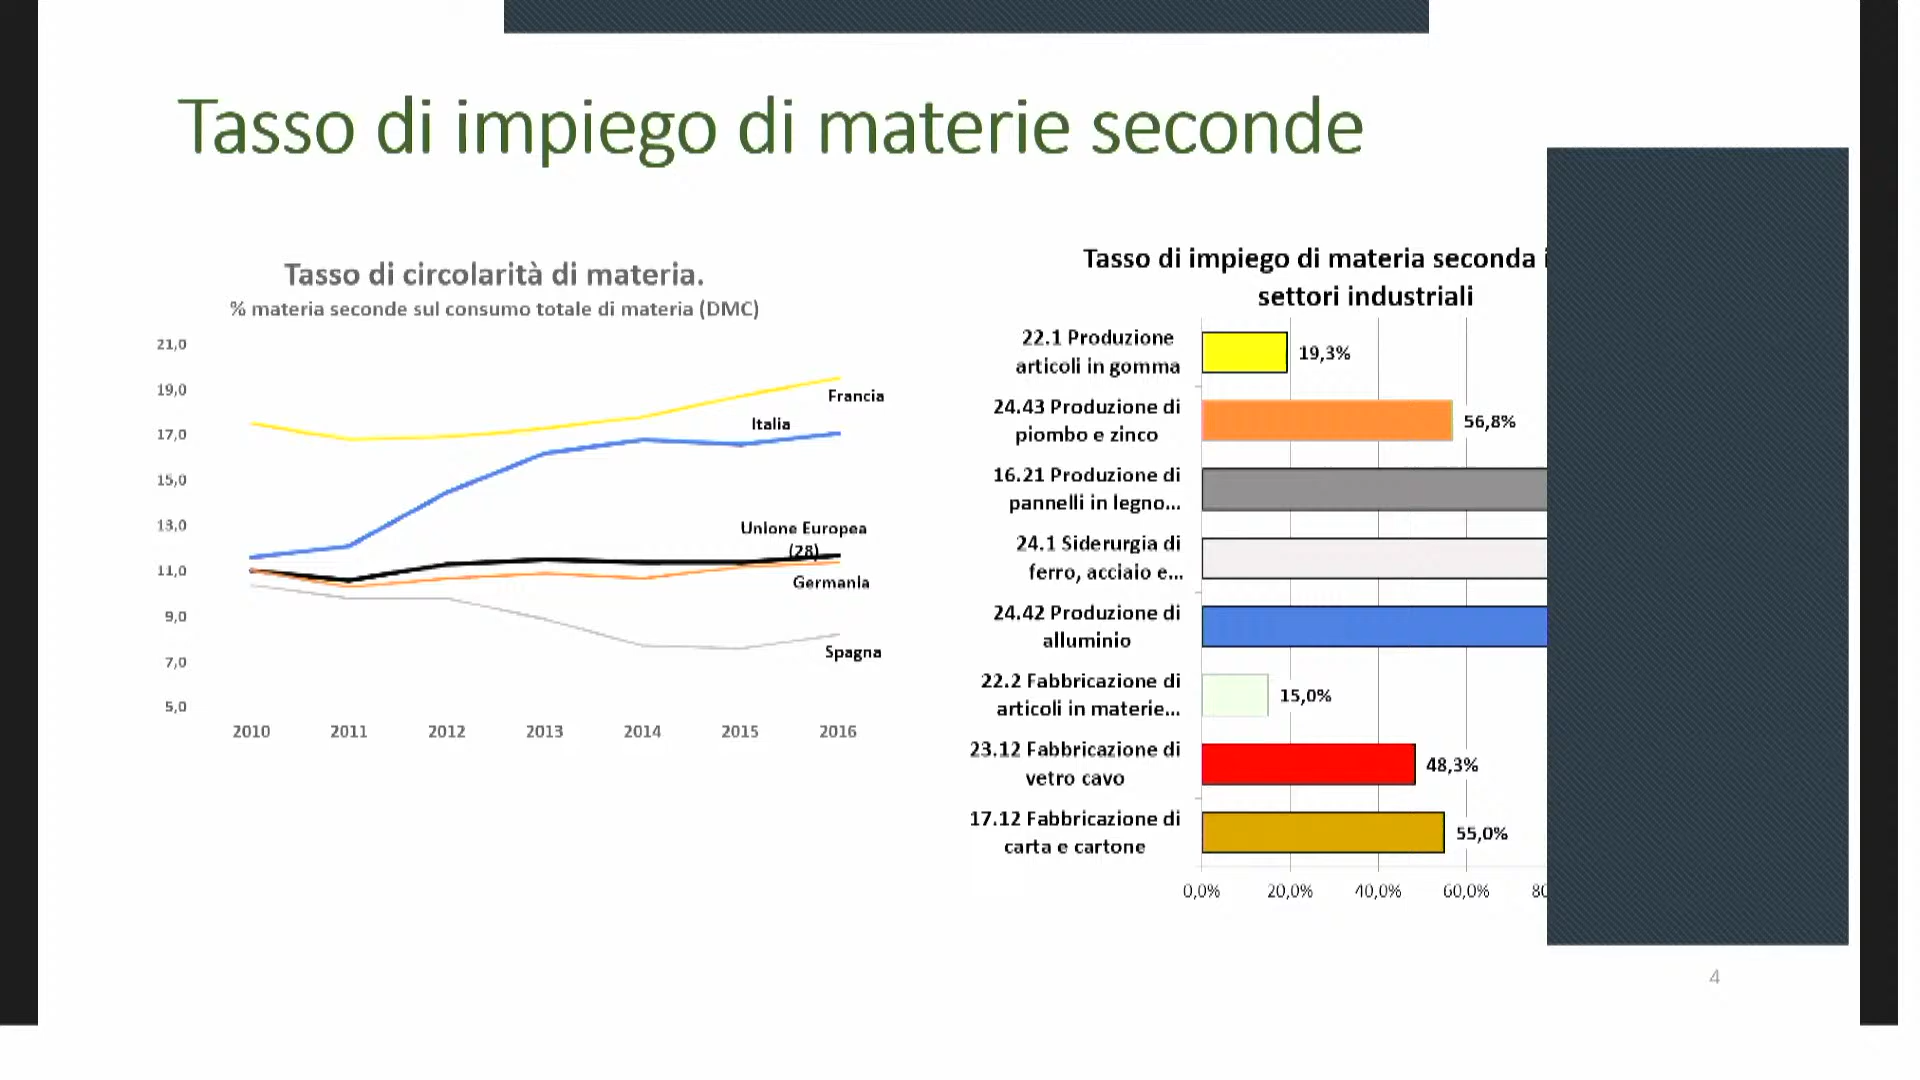 Tasso di impiego di materie seconde
Tasso di circolarità di materia.
% materia seconde sul consumo totale di materia (DMC)
21,0
19,0
17,0
15,0
13,0
11,0
9,0
7,0
5,0
Francia
Italia
Unione Europea
(28)
Germania
Spagna
2010 2011 2012 2013 2014 2015 2016
Tasso di impiego di materia seconda
settori industriali
22.1 Produzione
articoli in gomma
19,3%
24.43 Produzione di
piombo e zinco
56,8%
16.21 Produzione di
pannelli in legno...
24.1 Siderurgia di
ferro, acciaio e...
24.42 Produzione di
alluminio
22.2 Fabbricazione di
articoli in materie...
15,0%
23.12 Fabbricazione di
vetro cavo
48,3%
17.12 Fabbricazione di
carta e cartone
55,0%
0,0% 20,0% 40,0% 60,0%
4